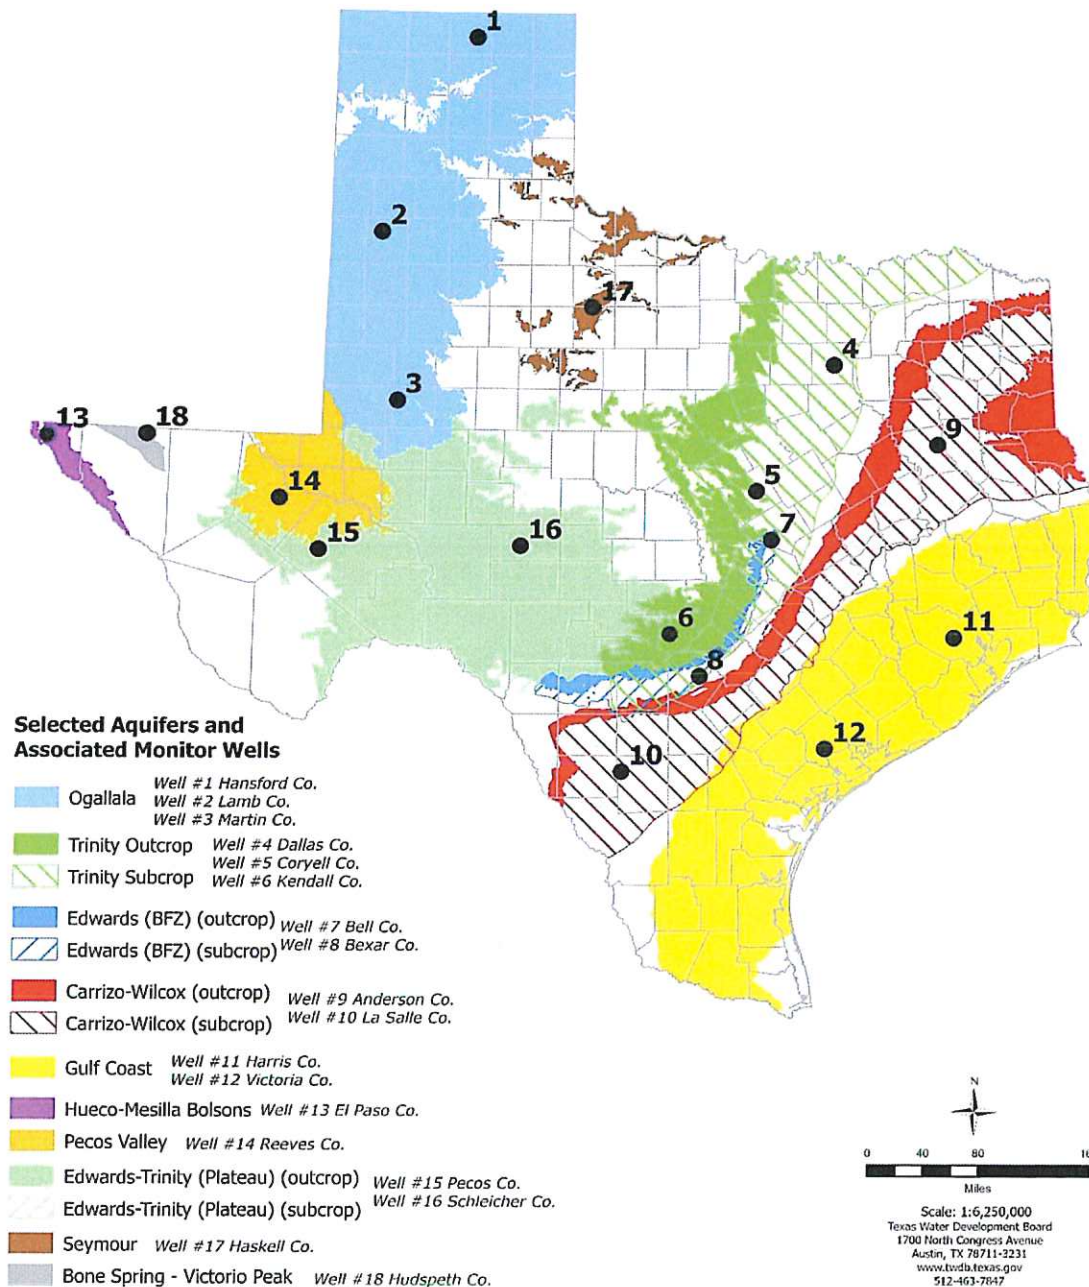 1
2
17
4
3
13
18
9
14
5
7
15
16
6
11
8
12
10
Selected Aquifers and
Associated Monitor Wells
Ogallala
Well #1 Hansford Co.
Well #2 Lamb Co.
Well #3 Martin Co.
Trinity Outcrop
Well #4 Dallas Co.
Trinity Subcrop
Well #5 Coryell Co.
Well #6 Kendall Co.
Edwards (BFZ) (outcrop)
Well #7 Bell Co.
Edwards (BFZ) (subcrop)
Well #8 Bexar Co.
Carrizo-Wilcox (outcrop)
Well #9 Anderson Co.
Carrizo-Wilcox (subcrop)
Well #10 La Salle Co.
Gulf Coast
Well #11 Harris Co.
Well #12 Victoria Co.
Hueco-Mesilla Bolsons Well #13 El Paso Co.
Pecos Valley Well #14 Reeves Co.
Edwards-Trinity (Plateau) (outcrop)
Well #15 Pecos Co.
Edwards-Trinity (Plateau) (subcrop)
Well #16 Schleicher Co.
Seymour Well #17 Haskell Co.
Bone Spring - Victorio Peak Well #18 Hudspeth Co.
N
0 40 80
Miles
Scale: 1:6,250,000
Texas Water Development Board
1700 North Congress Avenue
Austin, TX 78711-3231
www.twdb.texas.gov
512-463-7847